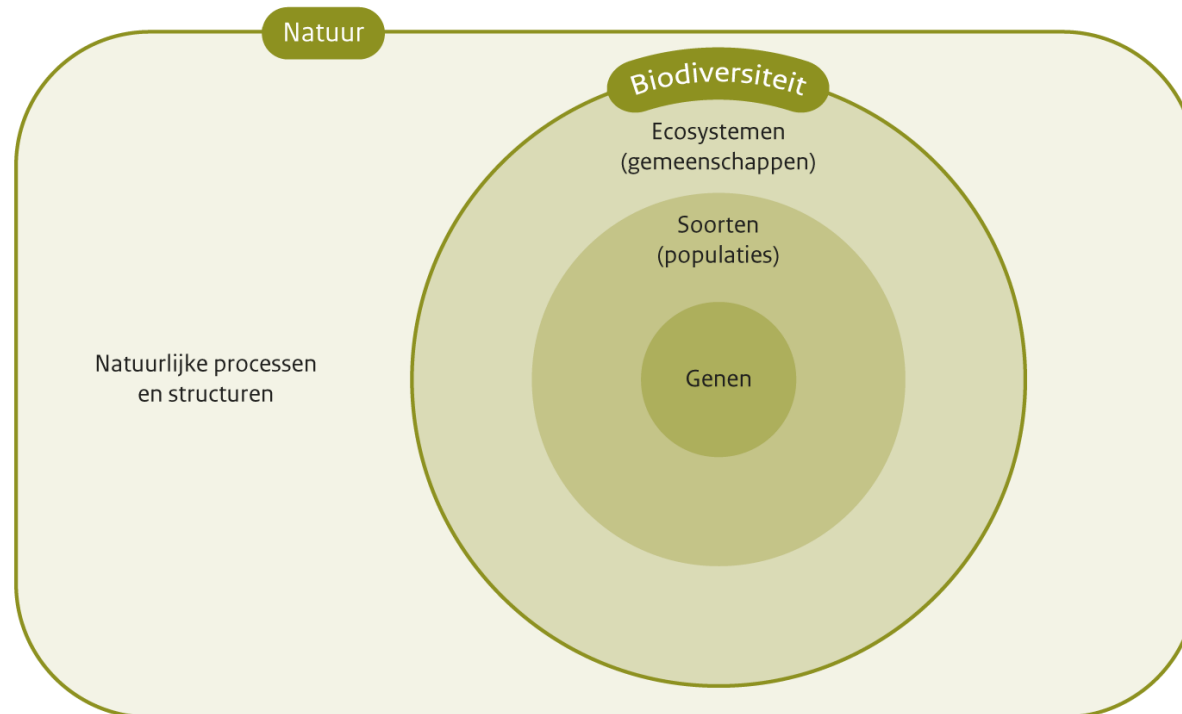 Natuur
Biodiversiteit
Ecosystemen
(gemeenschappen)
Soorten
(populaties)
Natuurlijke processen
en structuren
Genen